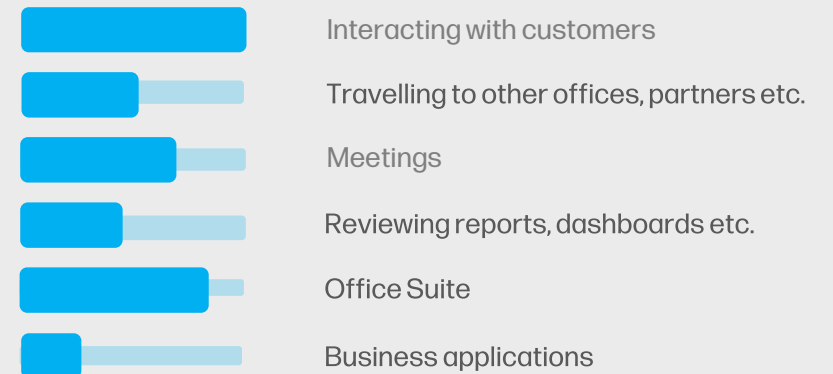 Interacting with customers
Travelling to other offices, partners etc.
Meetings
Reviewing reports, dashboards etc.
Office Suite
Business applications